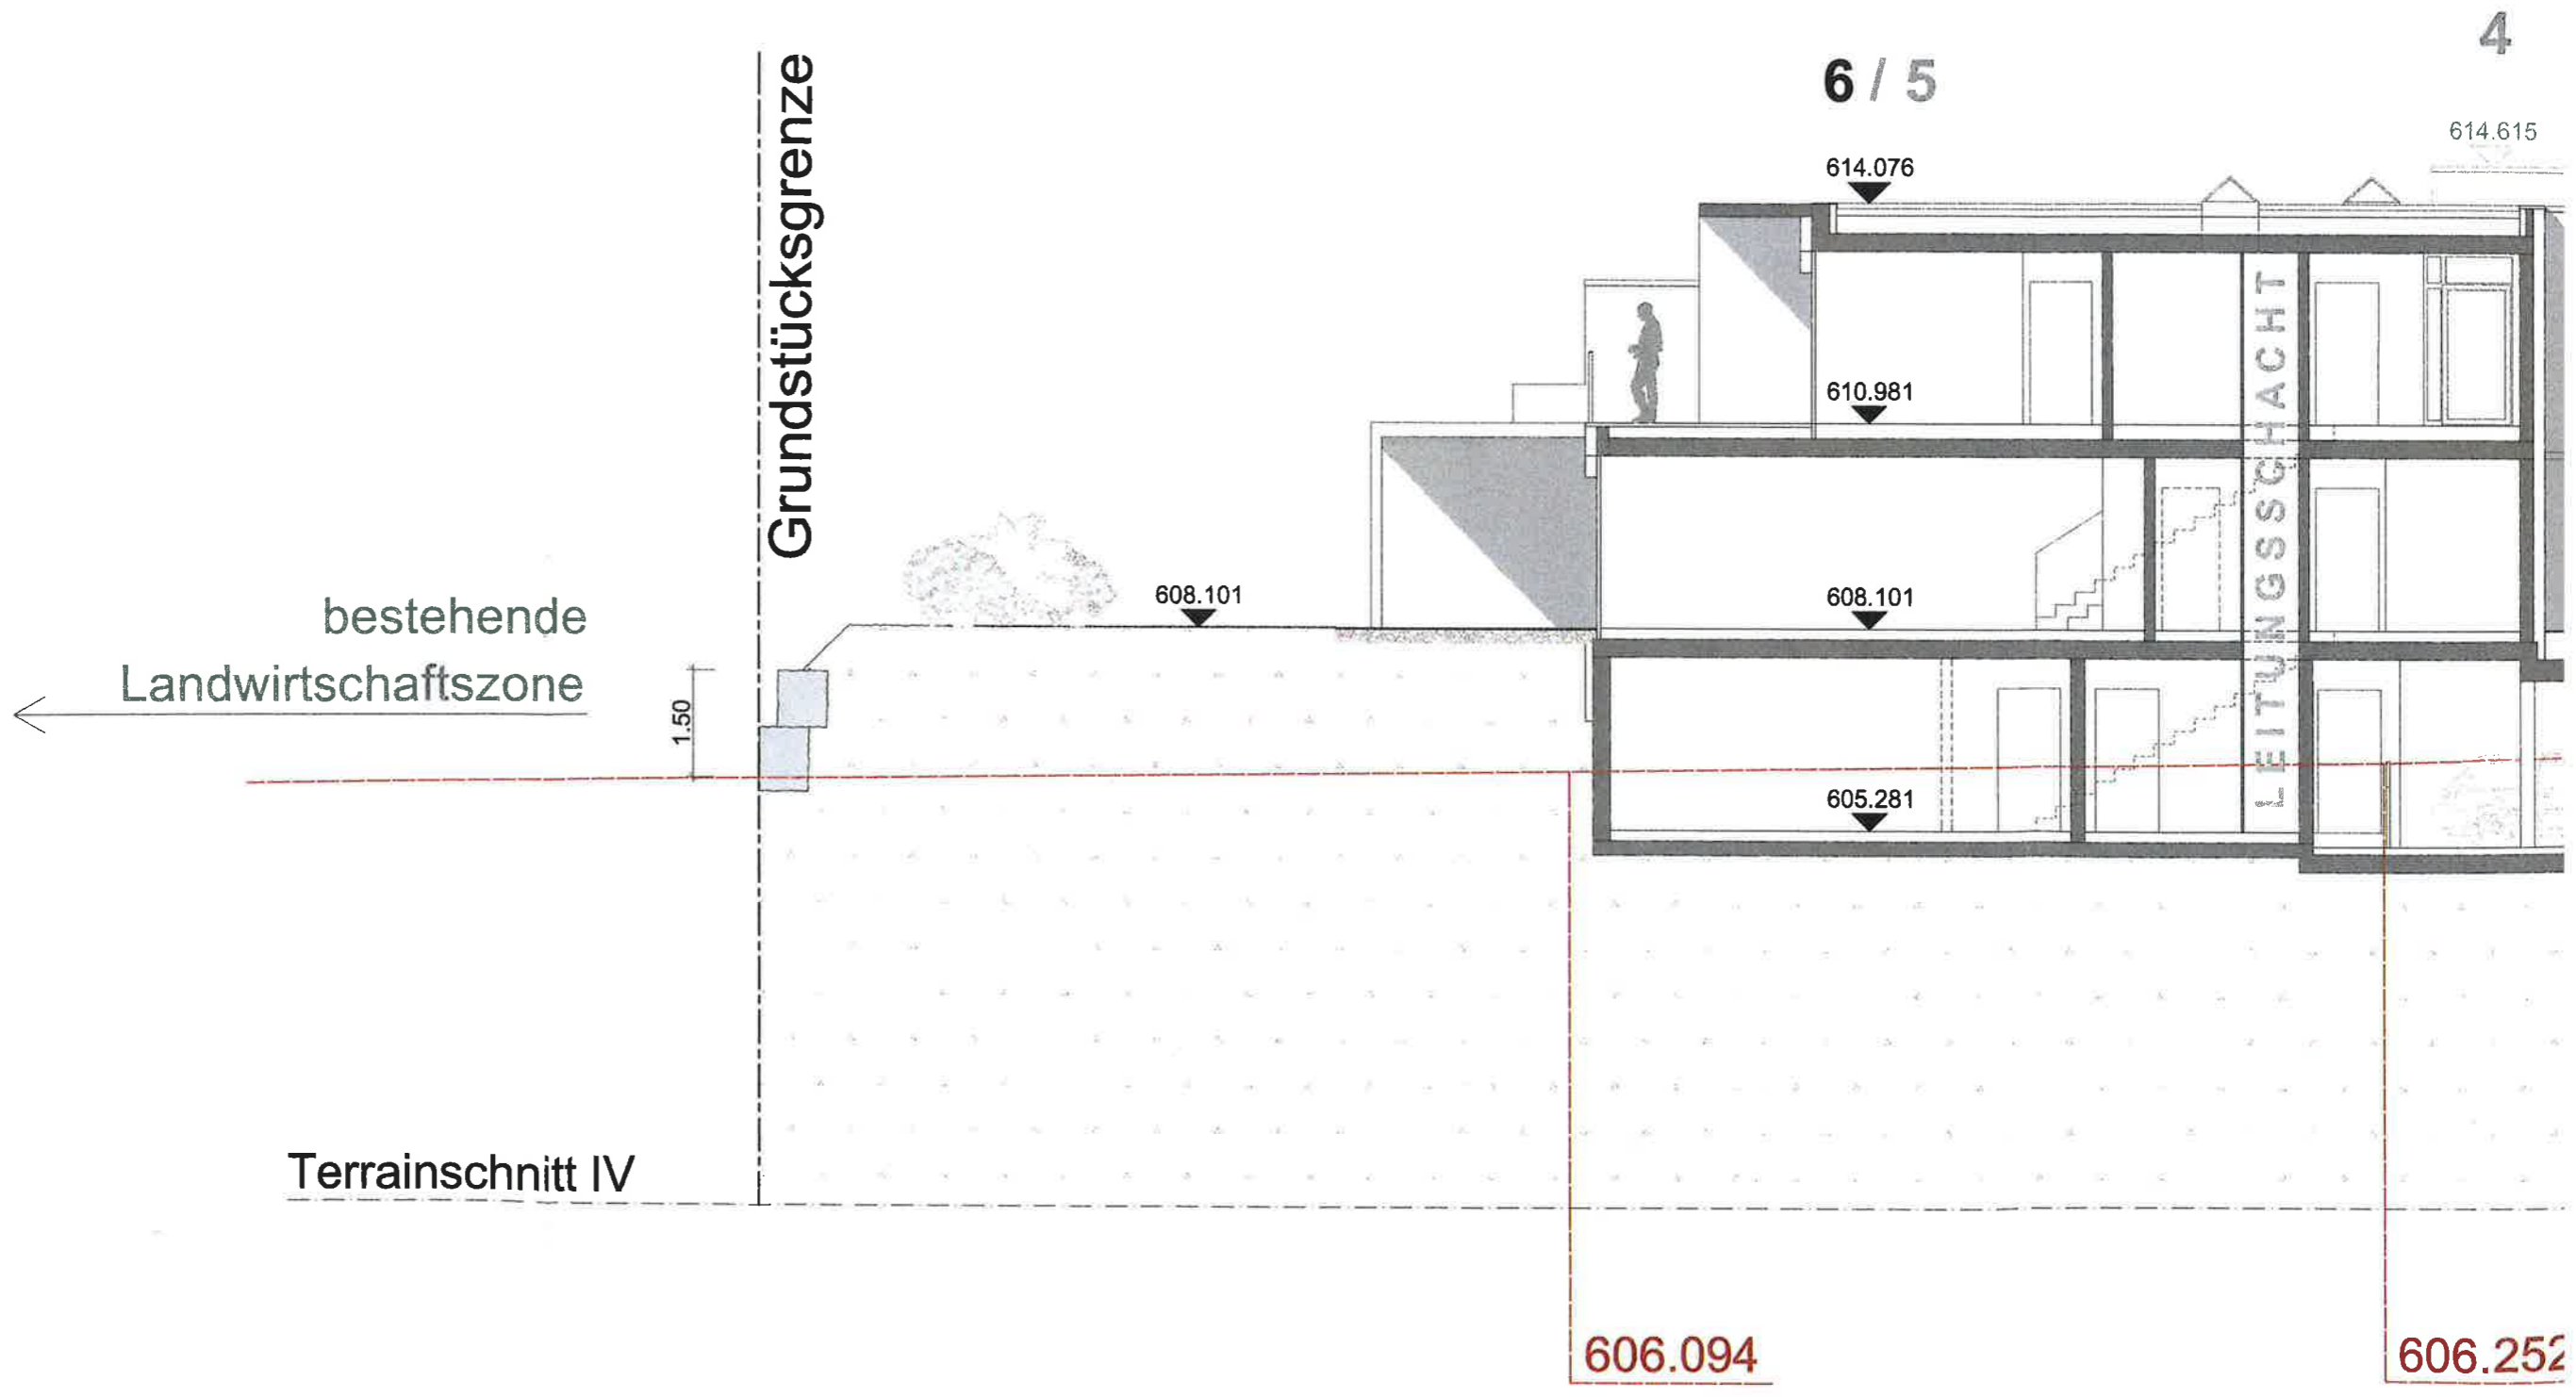 4
6 / 5
614.615
614.076
Grundstücksgrenze
610.981
LEITUNGSSCHACHT
608.101
608.101
bestehende
Landwirtschaftszone
1.50
605.281
Terrainschnitt IV
606.094
606.252